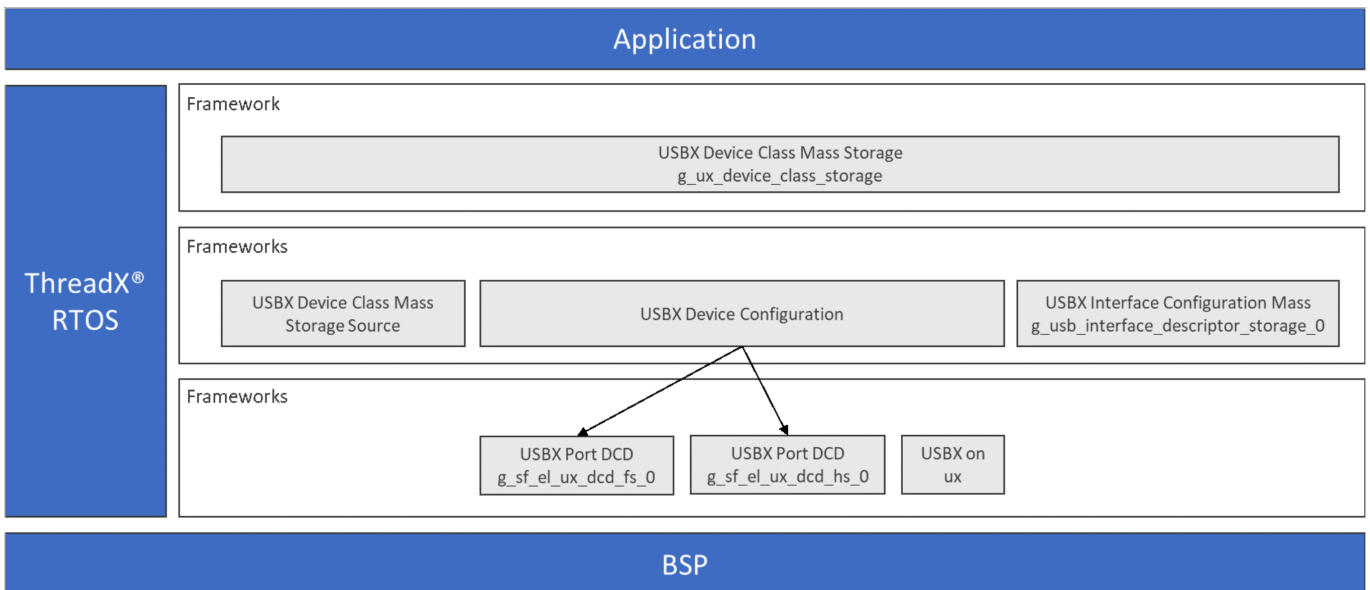 Application
Framework
USBX Device Class Mass Storage
g_ux_device_class_storage
ThreadX®
RTOS
Frameworks
USBX Device Class Mass
Storage Source
USBX Device Configuration
USBX Interface Configuration Mass
g_usb_interface_descriptor_storage_0
Frameworks
USBX Port DCD
g_sf_el_ux_dcd_fs_0
USBX Port DCD
g_sf_el_ux_dcd_hs_0
USBX on
ux
BSP